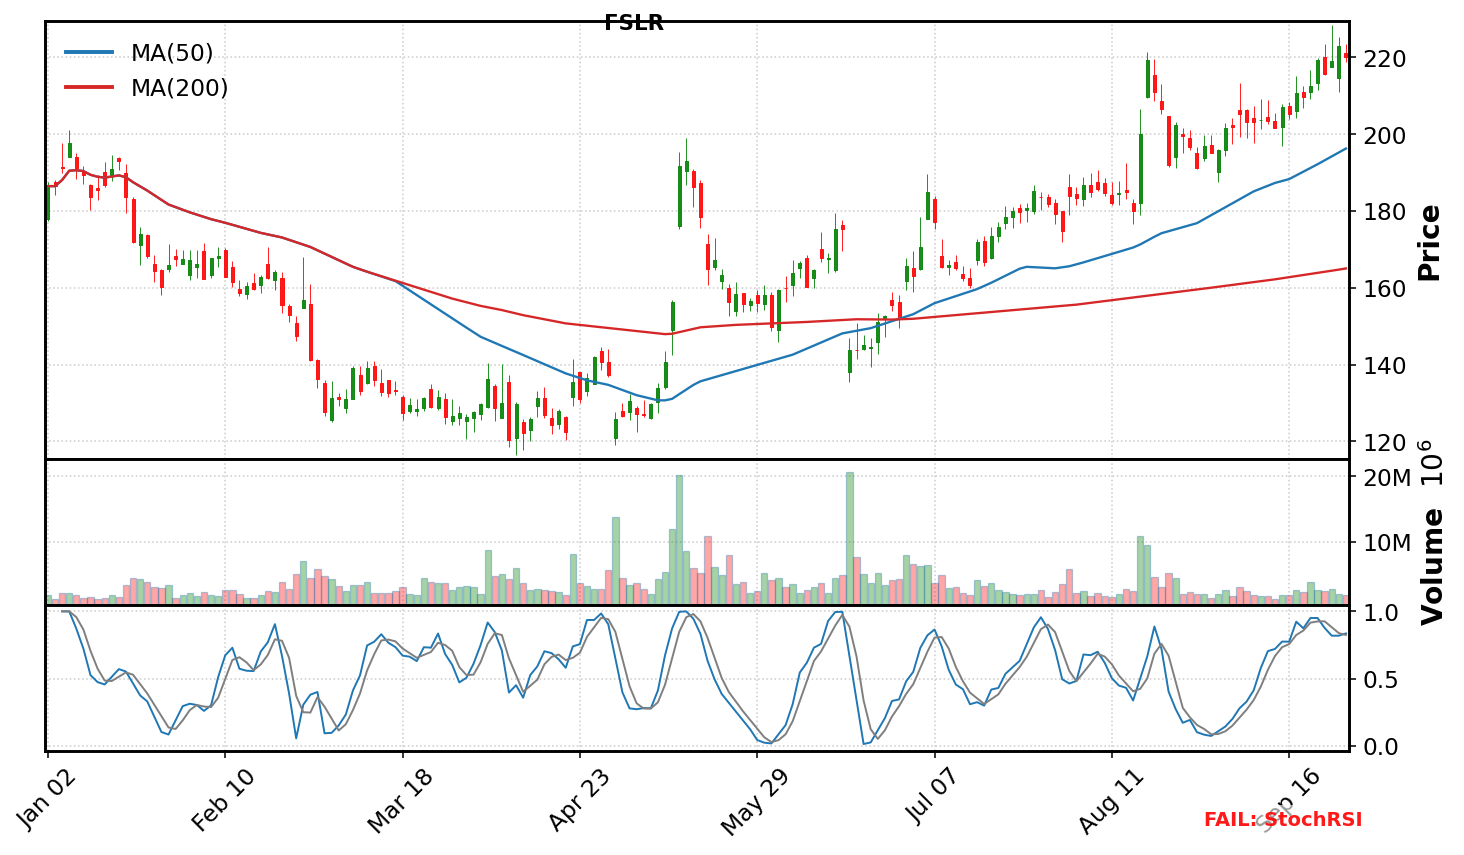 FSLR
MA(50)
MA(200)
220
200
180
160
140
120
Price
20M
10M
Volume 10⁶
1.0
0.5
0.0
Jan 02
Feb 10
Mar 18
Apr 23
May 29
Jul 07
Aug 11
Sep 16
FAIL: StochRSI